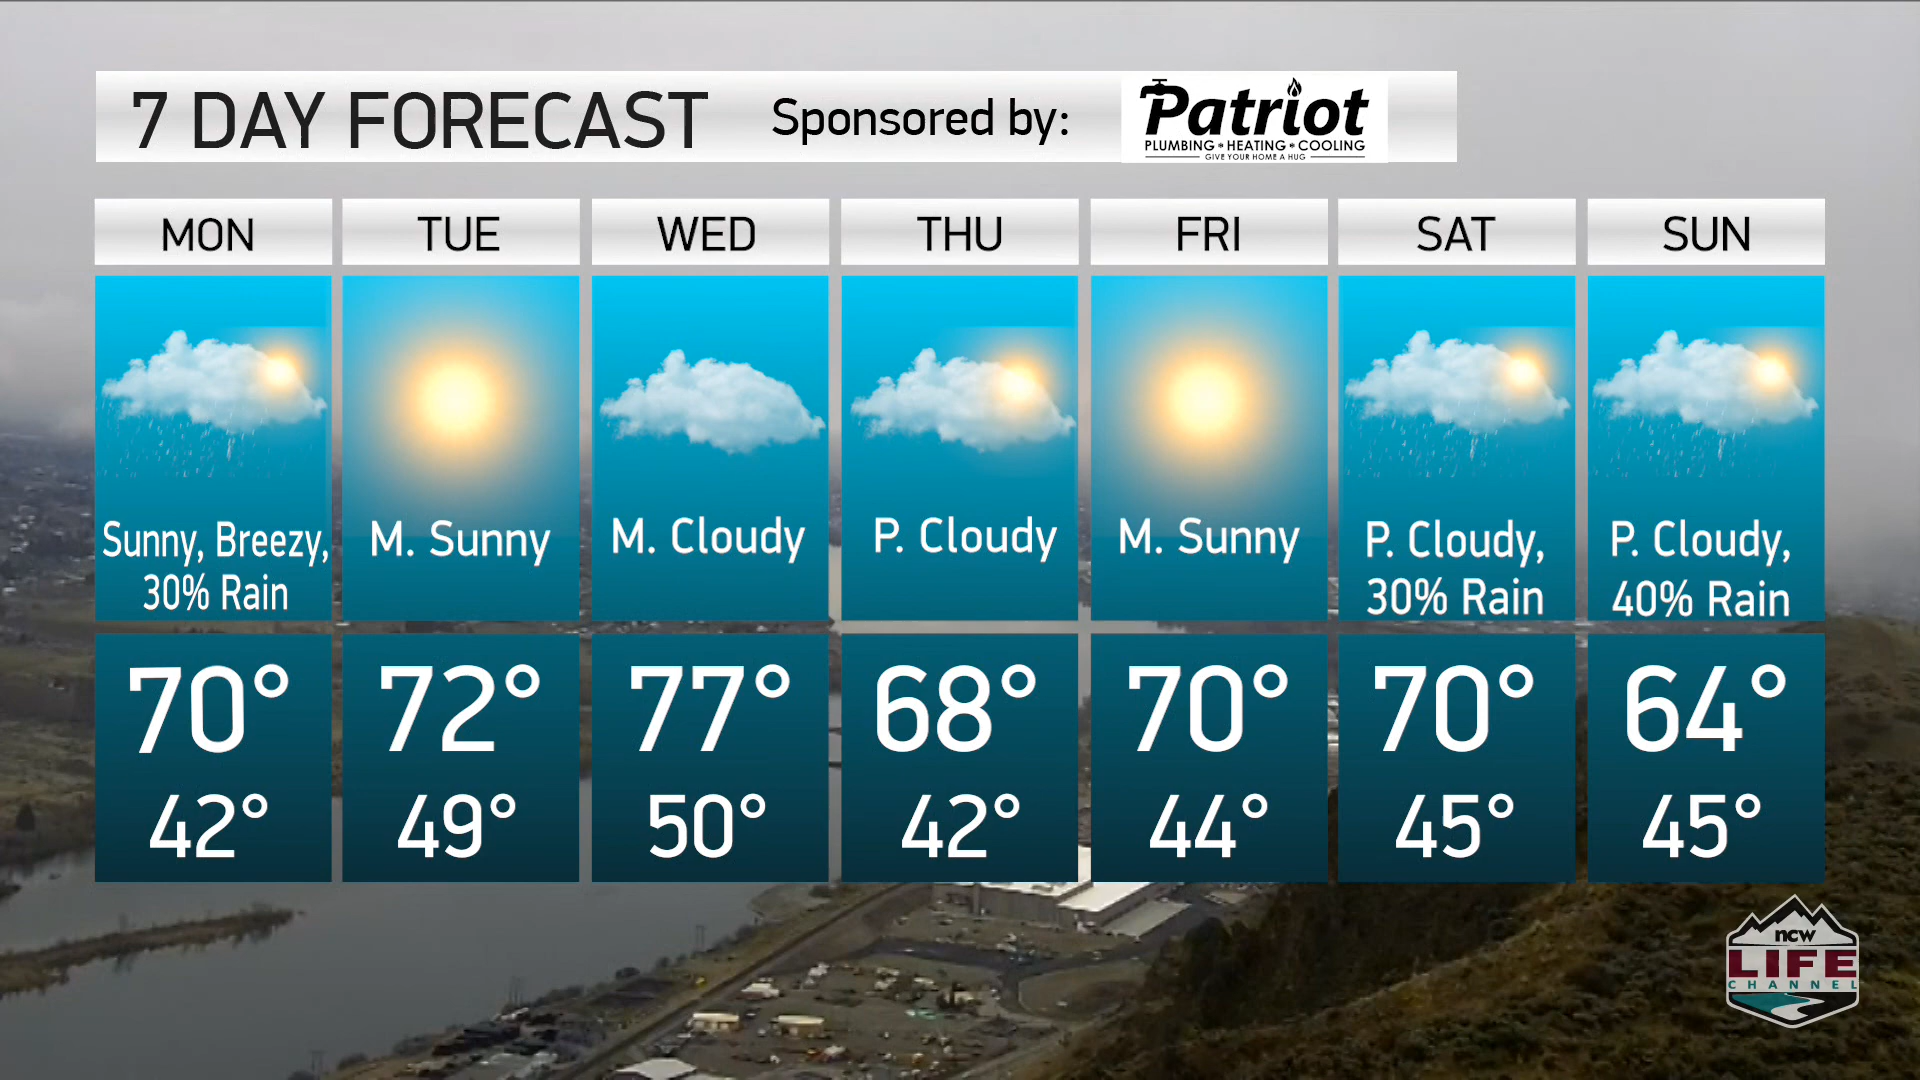 7 DAY FORECAST Sponsored by:
Patriot
PLUMBING * HEATING * COOLING
GIVE YOUR HOME A HUG
MON TUE WED THU FRI SAT SUN
Sunny, Breezy,
30% Rain
M. Sunny
M. Cloudy
P. Cloudy
M. Sunny
P. Cloudy,
30% Rain
P. Cloudy,
40% Rain
70° 72° 77° 68° 70° 70° 64°
42° 49° 50° 42° 44° 45° 45°
ncw
LIFE
CHANNEL